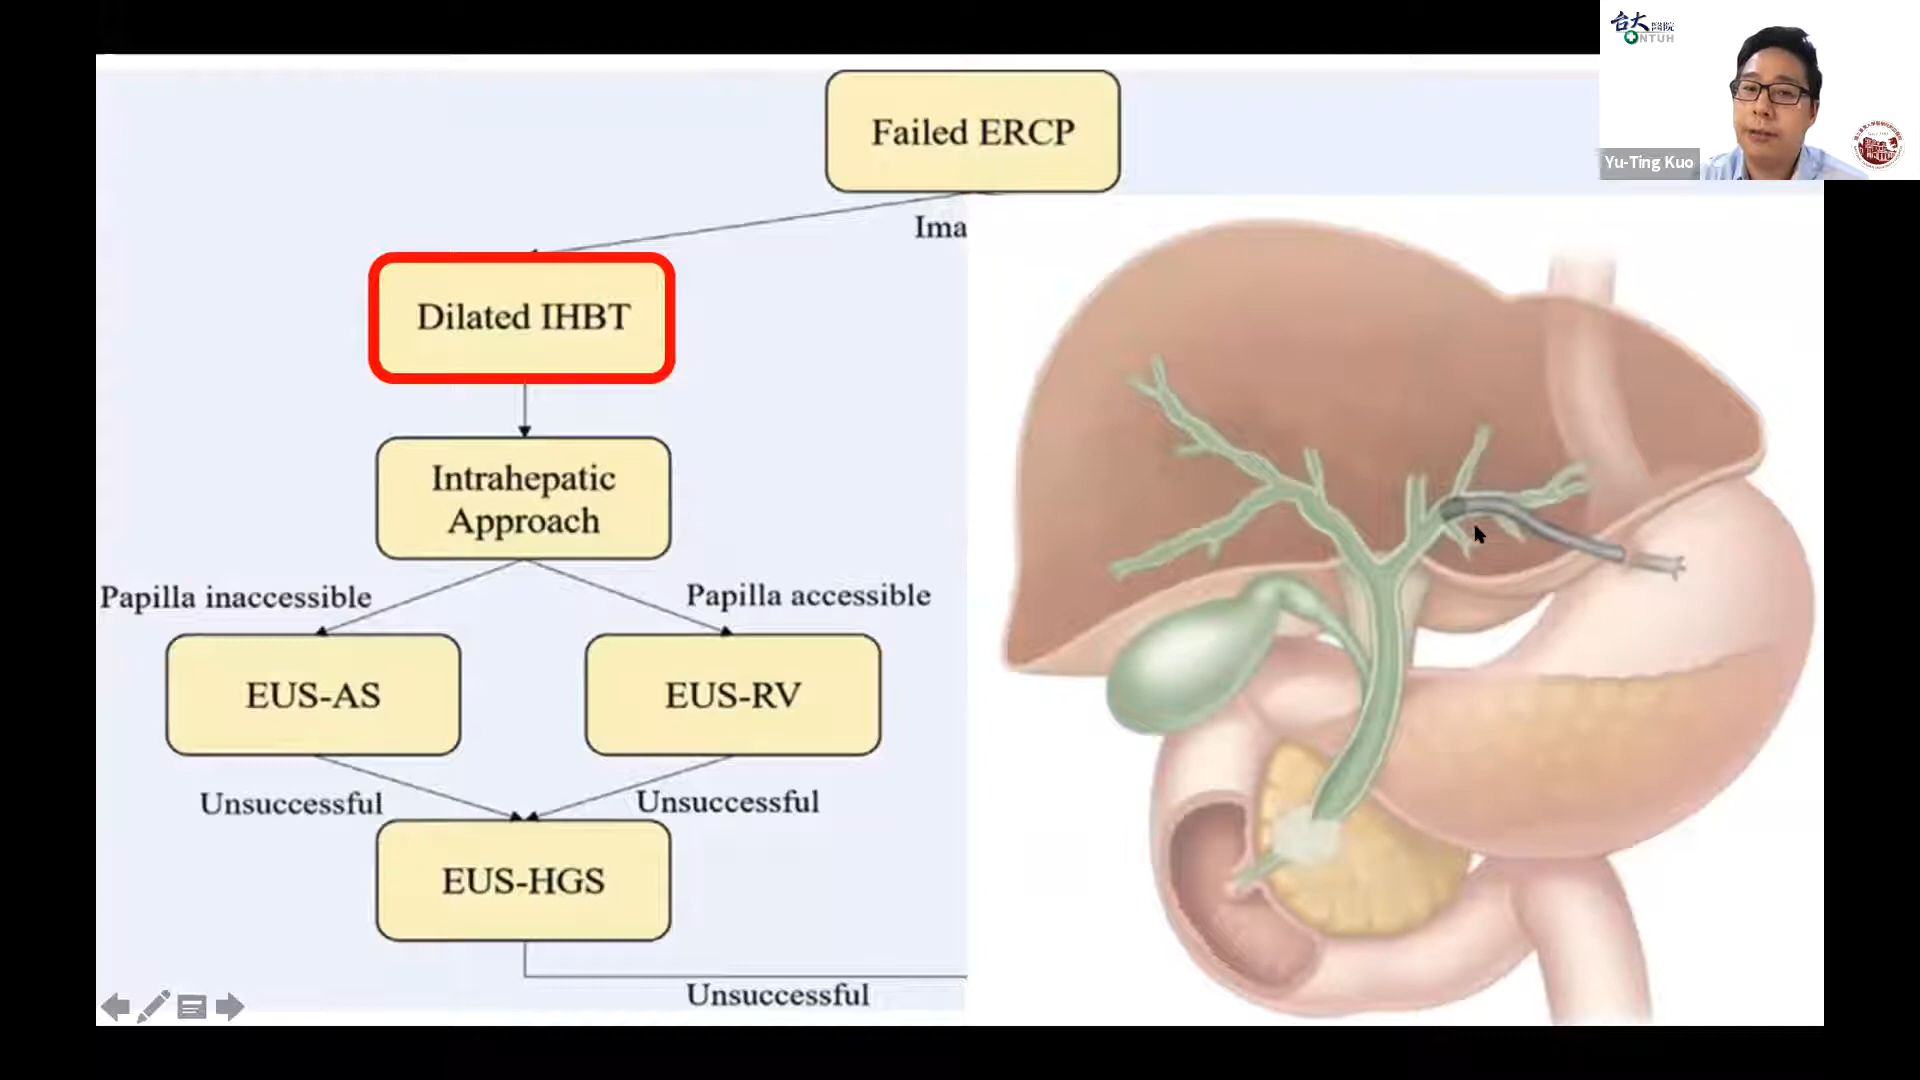 台大醫院
NTUH
Yu-Ting Kuo
Failed ERCP
Ima
Dilated IHBT
Intrahepatic
Approach
Papilla inaccessible
Papilla accessible
EUS-AS
EUS-RV
Unsuccessful
Unsuccessful
EUS-HGS
Unsuccessful